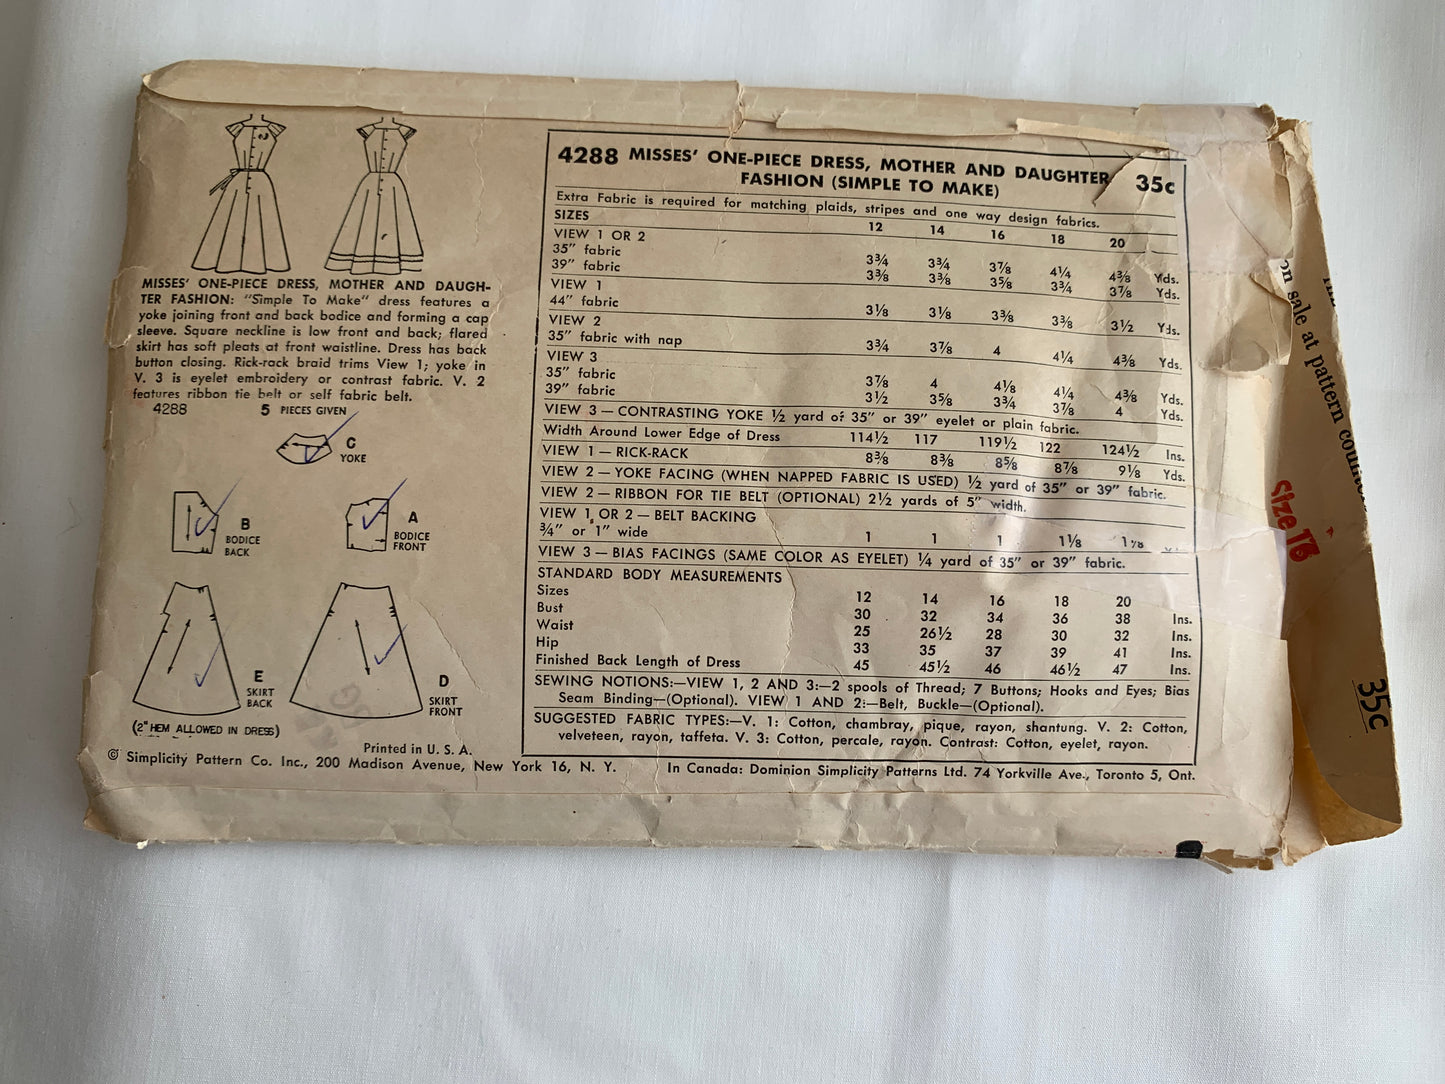 MISSES' ONE-PIECE DRESS, MOTHER AND DAUGH-
TER FASHION: "Simple To Make" dress features a
yoke joining front and back bodice and forming a cap
sleeve. Square neckline is low front and back; flared
skirt has soft pleats at front waistline. Dress has back
button closing. Rick-rack braid trims View 1; yoke in
V. 3 is eyelet embroidery or contrast fabric. V. 2
features ribbon tie belt or self fabric belt.
4288 5 PIECES GIVEN
C
YOKE
B
BODICE
BACK
A
BODICE
FRONT
E
SKIRT
BACK
D
SKIRT
FRONT
(2" HEM ALLOWED IN DRESS)
Printed in U. S. A.
© Simplicity Pattern Co. Inc., 200 Madison Avenue, New York 16, N. Y. In Canada: Dominion Simplicity Patterns Ltd. 74 Yorkville Ave., Toronto 5, Ont.
4288 MISSES' ONE-PIECE DRESS, MOTHER AND DAUGHTER 35c
FASHION (SIMPLE TO MAKE)
Extra Fabric is required for matching plaids, stripes and one way design fabrics.
SIZES 12 14 16 18 20
VIEW 1 OR 2
35" fabric 3¾ 3¾ 3⅞ 4¼ 4⅜ Yds.
39" fabric 3⅜ 3⅜ 3⅝ 3¾ 3⅞ Yds.
VIEW 1
44" fabric 3⅛ 3⅛ 3⅜ 3⅜ 3½ Yds.
VIEW 2
35" fabric with nap 3¾ 3⅞ 4 4¼ 4⅜ Yds.
VIEW 3
35" fabric 3⅞ 4 4⅛ 4¼ 4⅜ Yds.
39" fabric 3½ 3⅝ 3¾ 3⅞ 4 Yds.
VIEW 3 — CONTRASTING YOKE ½ yard of 35" or 39" eyelet or plain fabric.
Width Around Lower Edge of Dress 114½ 117 119½ 122 124½ Ins.
VIEW 1 — RICK-RACK 8⅜ 8⅜ 8⅝ 8⅞ 9⅛ Yds.
VIEW 2 — YOKE FACING (WHEN NAPPED FABRIC IS USED) ½ yard of 35" or 39" fabric.
VIEW 2 — RIBBON FOR TIE BELT (OPTIONAL) 2½ yards of 5" width.
VIEW 1 OR 2 — BELT BACKING
¾" or 1" wide 1 1 1 1⅛ 1⅛
VIEW 3 — BIAS FACINGS (SAME COLOR AS EYELET) ¼ yard of 35" or 39" fabric.
STANDARD BODY MEASUREMENTS
Sizes 12 14 16 18 20
Bust 30 32 34 36 38 Ins.
Waist 25 26½ 28 30 32 Ins.
Hip 33 35 37 39 41 Ins.
Finished Back Length of Dress 45 45½ 46 46½ 47 Ins.
SEWING NOTIONS:—VIEW 1, 2 AND 3:—2 spools of Thread; 7 Buttons; Hooks and Eyes; Bias
Seam Binding—(Optional). VIEW 1 AND 2:—Belt, Buckle—(Optional).
SUGGESTED FABRIC TYPES:—V. 1: Cotton, chambray, pique, rayon, shantung. V. 2: Cotton,
velveteen, rayon, taffeta. V. 3: Cotton, percale, rayon. Contrast: Cotton, eyelet, rayon.
on sale at pattern
Size
35c